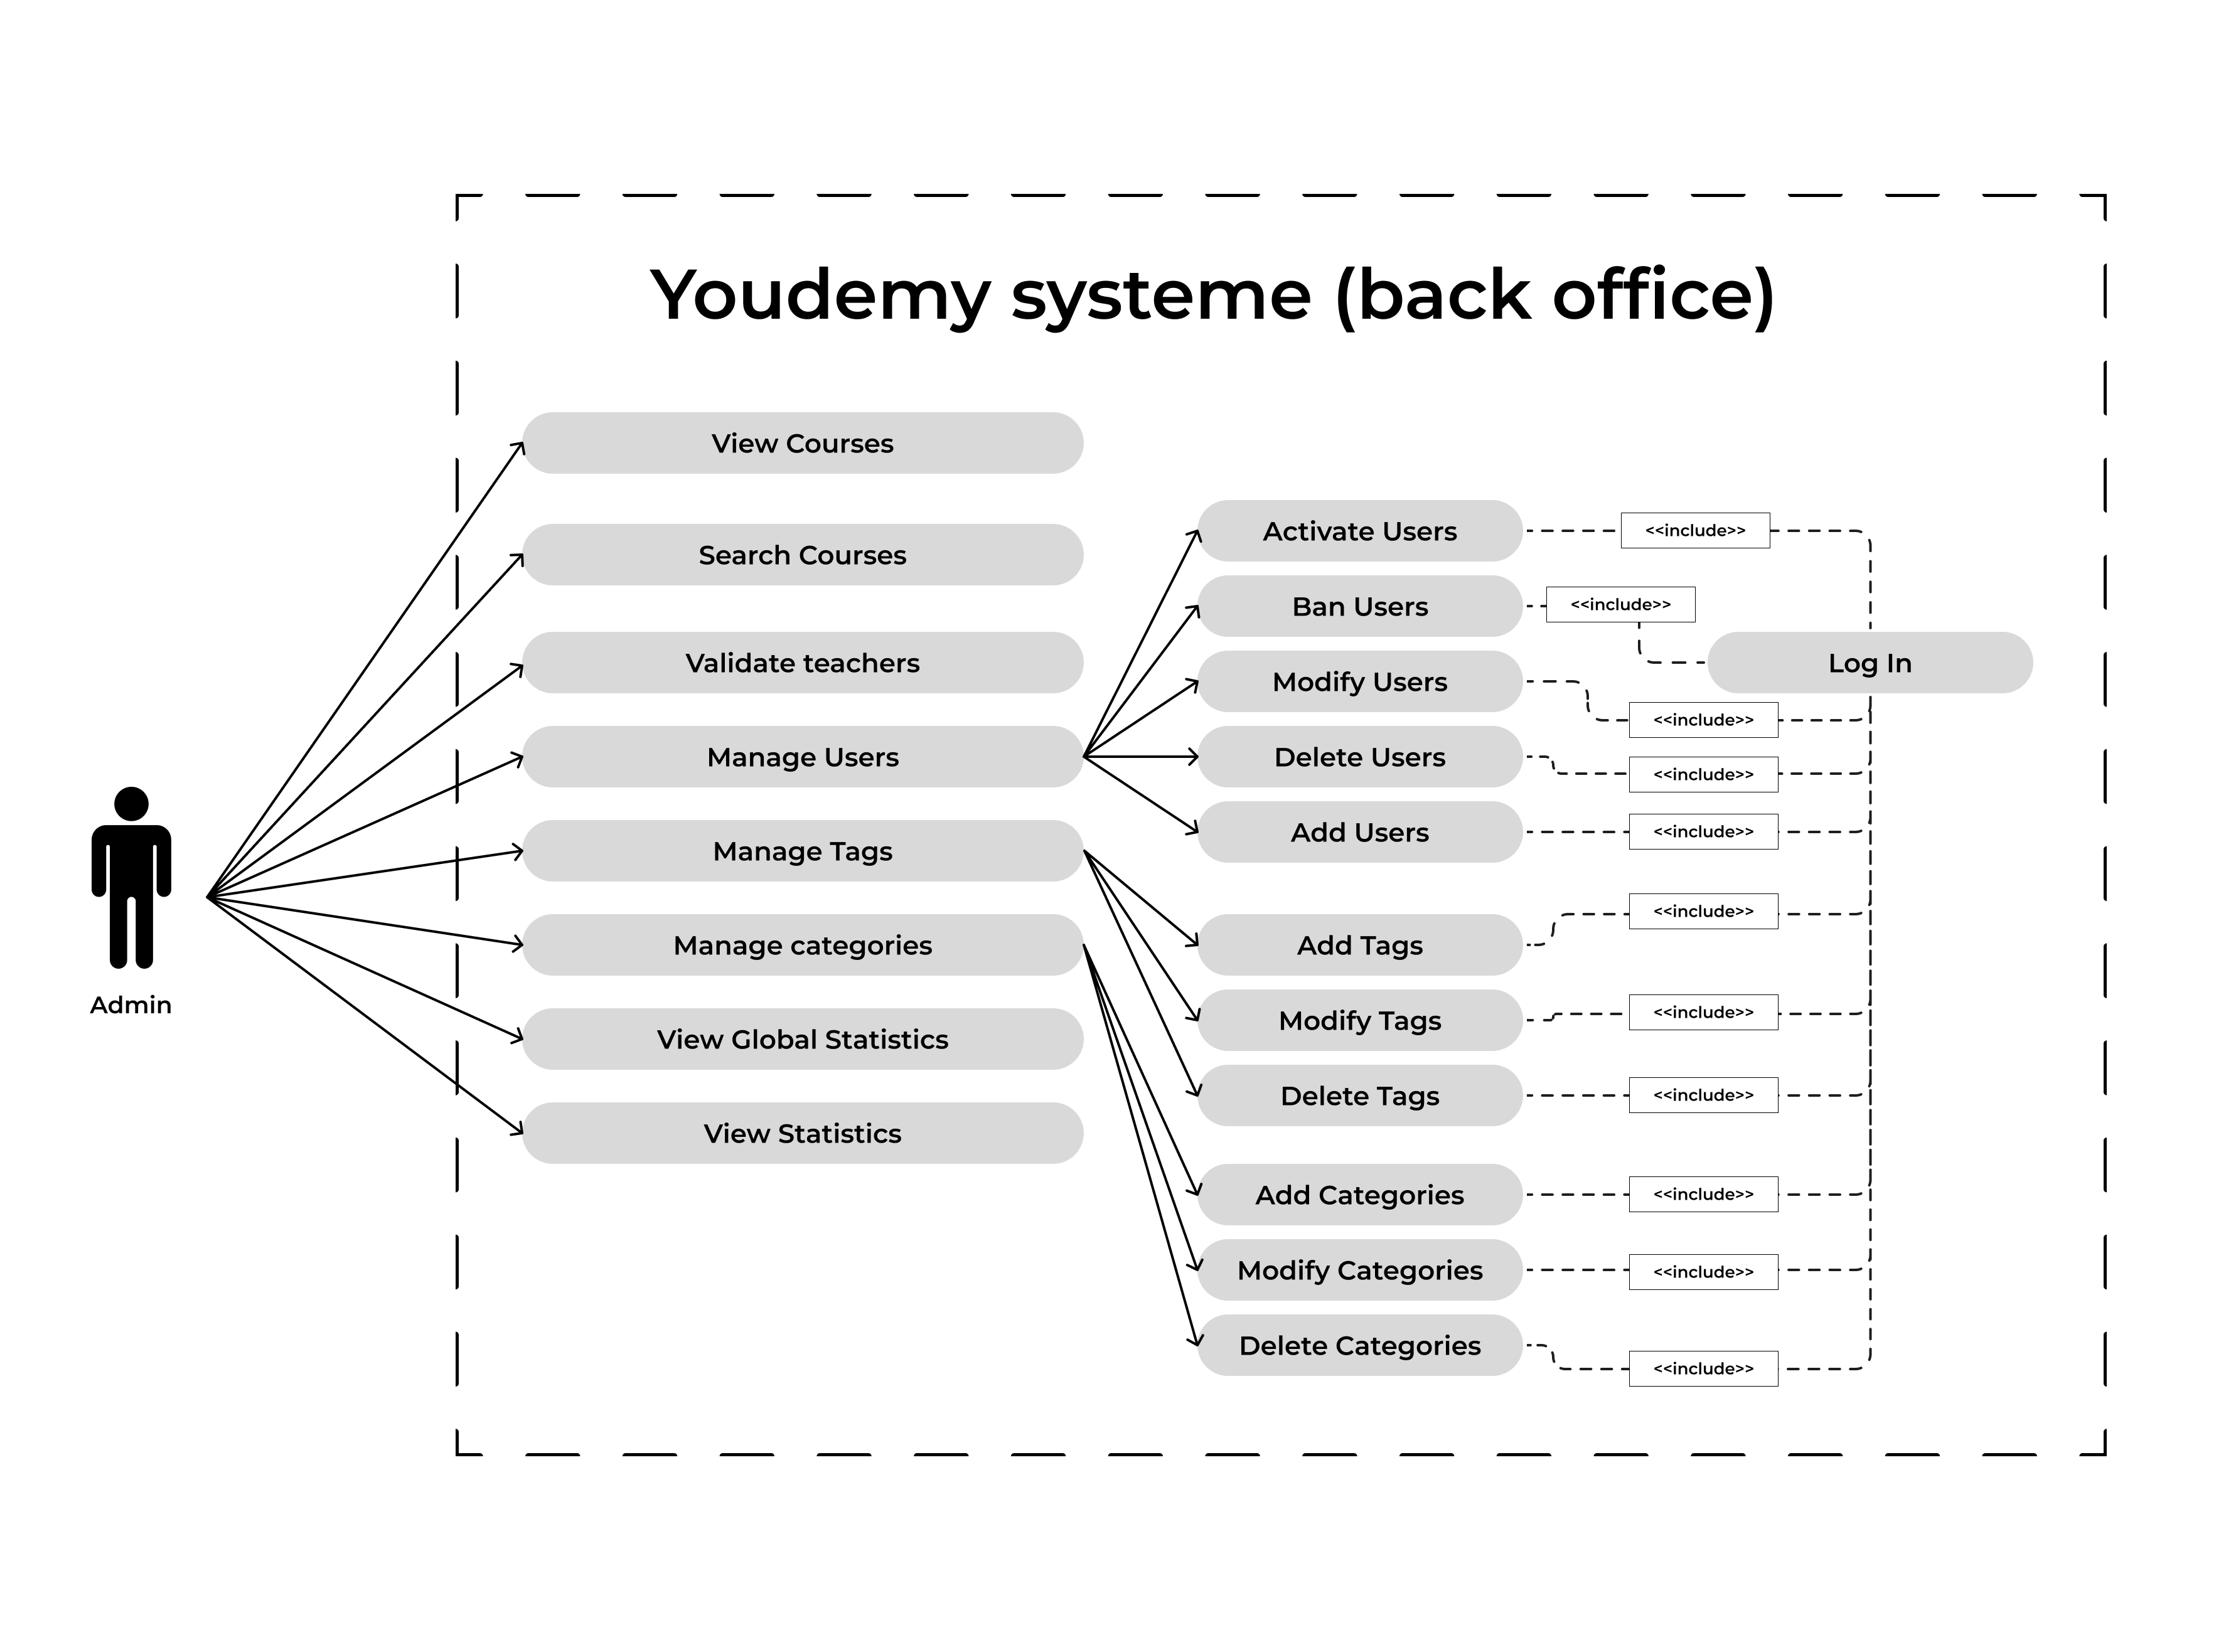 Youdemy systeme (back office)
View Courses
Search Courses
Validate teachers
Manage Users
Manage Tags
Manage categories
View Global Statistics
View Statistics
Admin
Activate Users
Ban Users
Modify Users
Delete Users
Add Users
Add Tags
Modify Tags
Delete Tags
Add Categories
Modify Categories
Delete Categories
<<include>>
<<include>>
<<include>>
<<include>>
<<include>>
<<include>>
<<include>>
<<include>>
<<include>>
<<include>>
<<include>>
Log In